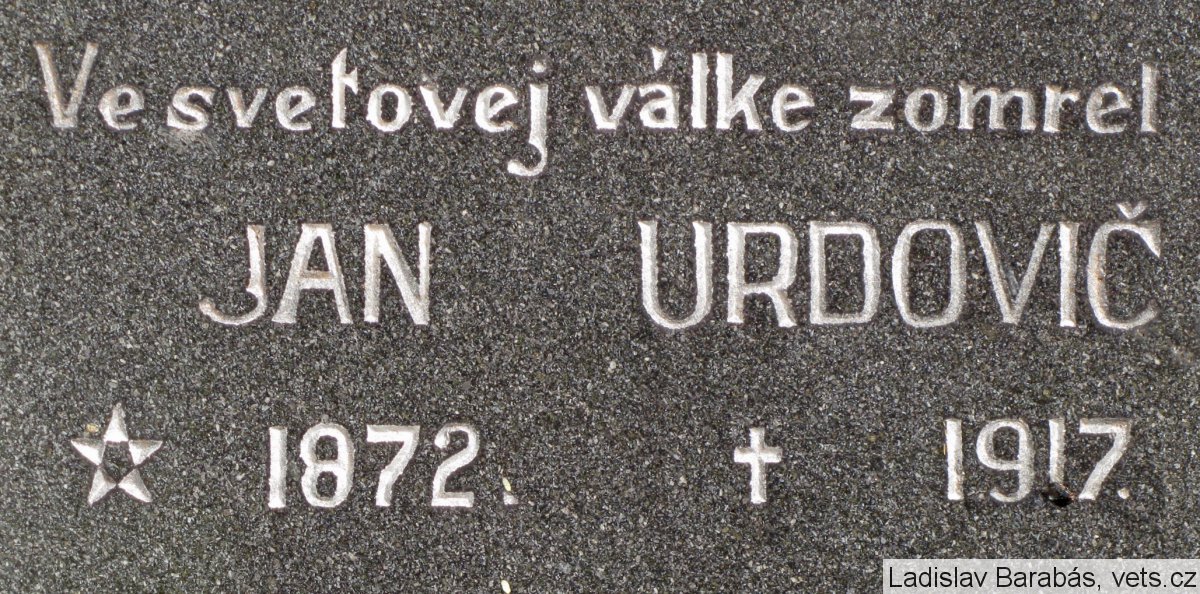 Ve svetovej válke zomrel
JAN URDOVIČ
1872. ✝ 1917.
Ladislav Barabás, vets.cz